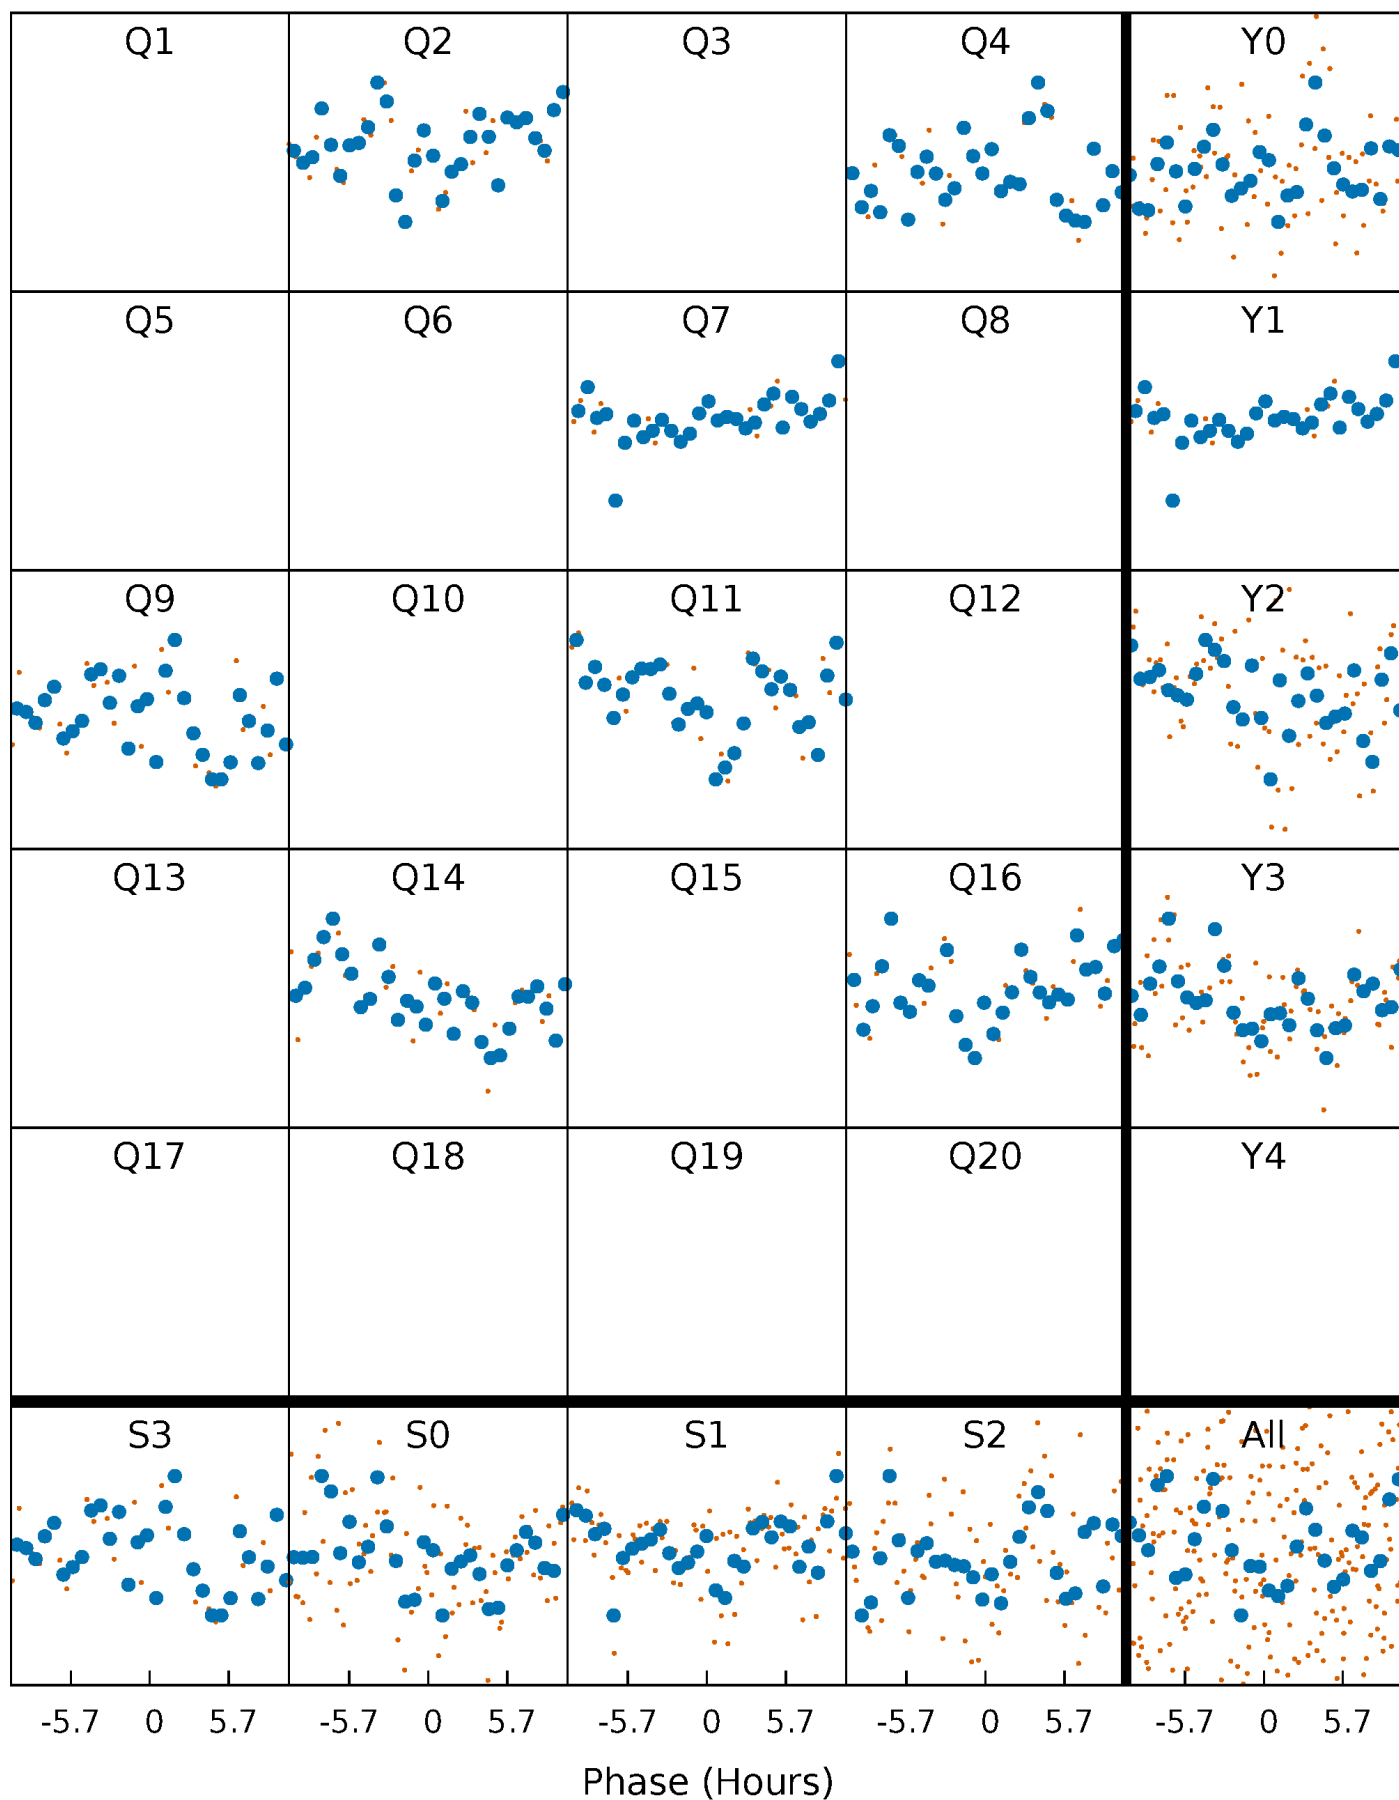 Q1 Q2 Q3 Q4 Y0
Q5 Q6 Q7 Q8 Y1
Q9 Q10 Q11 Q12 Y2
Q13 Q14 Q15 Q16 Y3
Q17 Q18 Q19 Q20 Y4
S3 S0 S1 S2 All
-5.7 0 5.7 -5.7 0 5.7 -5.7 0 5.7 -5.7 0 5.7 -5.7 0 5.7
Phase (Hours)